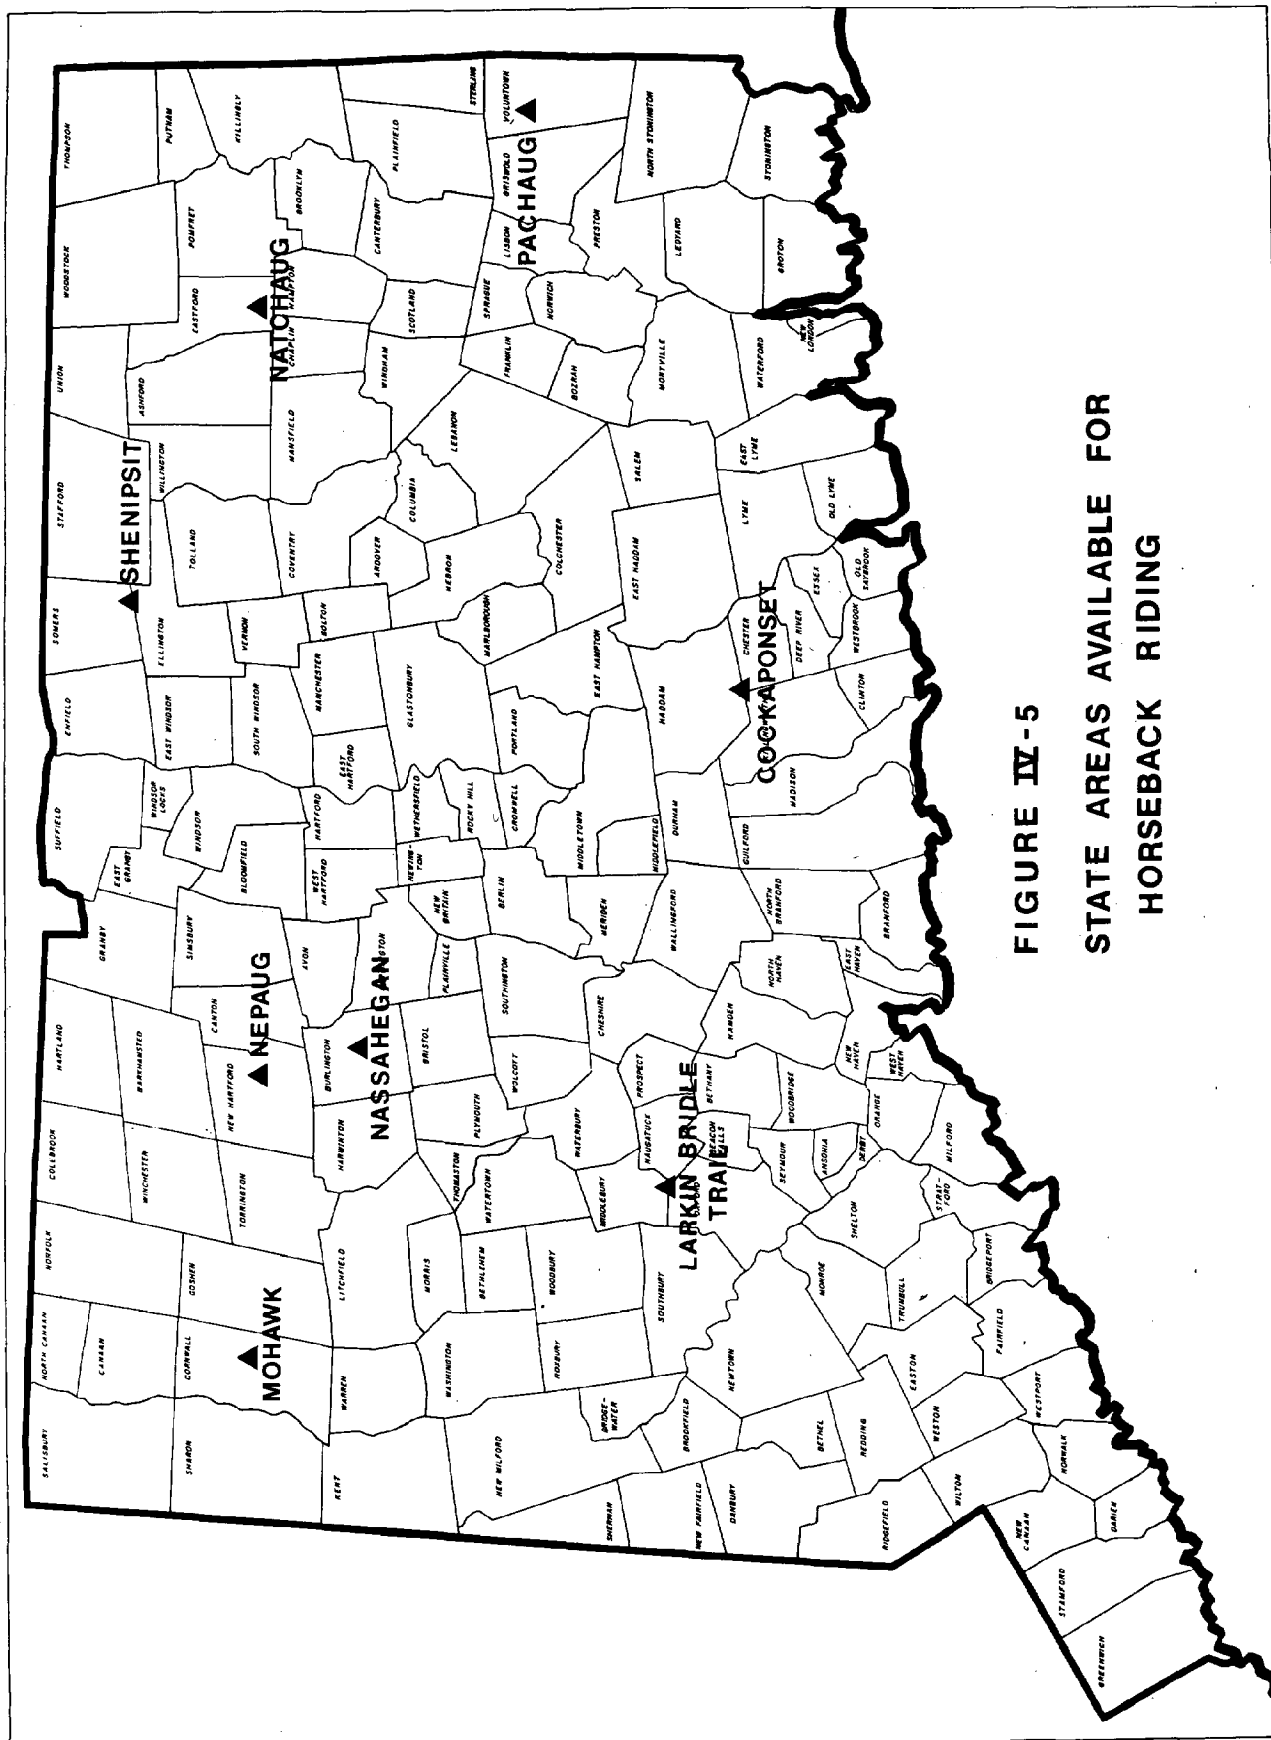 SALISBURY
NORTH CANAAN
NORFOLK
COLLBROOK
HARTLAND
SUFFIELD
ENFIELD
SOMERS
STAFFORD
UNION
WOODSTOCK
THOMPSON
CANAAN
WINCHESTER
BARKHAMSTED
GRANBY
EAST
GRANBY
WINDSOR
LOCKS
EAST WINDSOR
ELLINGTON
SHENIPSIT
WILLINGTON
ASHFORD
EASTFORD
POMFRET
PUTNAM
SHARON
CORNWALL
GOSHEN
TORRINGTON
NEW HARTFORD
CANTON
SIMSBURY
WINDSOR
BLOOMFIELD
SOUTH WINDSOR
VERNON
TOLLAND
KILLINGLY
MOHAWK
NEPAUG
NATCHAUG
KENT
WARREN
LITCHFIELD
HARWINTON
BURLINGTON
AVON
WEST
HARTFORD
HARTFORD
EAST
HARTFORD
MANCHESTER
BOLTON
COVENTRY
MANSFIELD
CHAPLIN
HAMPTON
BROOKLYN
NASSAHEGAN
NEW MILFORD
WASHINGTON
MORRIS
BETHLEHEM
WATERTOWN
THOMASTON
PLYMOUTH
BRISTOL
PLAINVILLE
NEW
BRITAIN
NEWING-
TON
WETHERSFIELD
ROCKY HILL
GLASTONBURY
HEBRON
ANDOVER
COLUMBIA
LEBANON
WINDHAM
SCOTLAND
CANTERBURY
PLAINFIELD
STERLING
SHERMAN
BRIDGE-
WATER
ROXBURY
WOODBURY
MIDDLEBURY
WATERBURY
WOLCOTT
SOUTHINGTON
BERLIN
CROMWELL
PORTLAND
MARLBOROUGH
COLCHESTER
BOZRAH
FRANKLIN
NORWICH
SPRAGUE
LISBON
GRISWOLD
VOLUNTOWN
PACHAUG
PRESTON
NEW FAIRFIELD
DANBURY
BROOKFIELD
NEWTOWN
SOUTHBURY
LARKIN BRIDLE
TRAIL
NAUGATUCK
PROSPECT
CHESHIRE
MERIDEN
MIDDLETOWN
MIDDLEFIELD
EAST HAMPTON
HADDAM
EAST HADDAM
SALEM
MONTVILLE
LEDYARD
NORTH STONINGTON
BETHEL
REDDING
MONROE
SEYMOUR
BETHANY
WOODBRIDGE
HAMDEN
WALLINGFORD
DURHAM
COCKAPONSET
CHESTER
LYME
EAST
LYME
WATERFORD
NEW
LONDON
GROTON
STONINGTON
RIDGEFIELD
WILTON
WESTON
EASTON
TRUMBULL
SHELTON
ANSONIA
DERBY
ORANGE
NEW
HAVEN
WEST
HAVEN
NORTH
HAVEN
EAST
HAVEN
NORTH
BRANFORD
BRANFORD
GUILFORD
MADISON
CLINTON
DEEP RIVER
ESSEX
WESTBROOK
OLD
SAYBROOK
OLD LYME
GREENWICH
STAMFORD
NEW
CANAAN
DARIEN
NORWALK
WESTPORT
FAIRFIELD
BRIDGEPORT
STRAT-
FORD
MILFORD
FIGURE IV-5
STATE AREAS AVAILABLE FOR
HORSEBACK RIDING